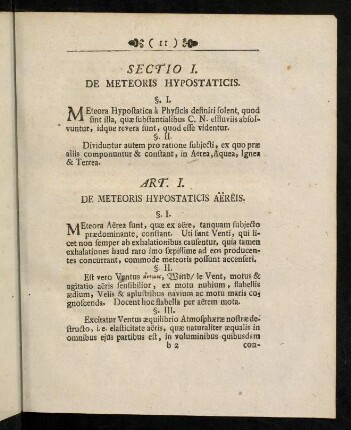 ( 11 )
SECTIO I.
DE METEORIS HYPOSTATICIS.
§. I.
MEteora Hypostatica à Physicis definiri solent, quod
sint illa, quæ substantialibus C. N. effluviis absol-
vuntur, idque revera sunt, quod esse videntur.
§. II.
Dividuntur autem pro ratione subjecti, ex quo præ
aliis componuntur & constant, in Aërea, Aquea, Ignea
& Terrea.
ART. I.
DE METEORIS HYPOSTATICIS AËRËIS.
§. I.
MEteora Aërea sunt, quæ ex aëre, tanquam subjecto
prædominante, constant. Uti sunt Venti, qui li-
cet non semper ab exhalationibus causentur, quia tamen
exhalationes haud raro imo sæpissime ad eos producen-
tes concurrant, commode meteoris possunt accenseri.
§. II.
Est vero Ventus ἄνεμος, Wind/ le Vent, motus &
agitatio aëris sensibilior, ex motu nubium, flabellis
ædium, Velis & aplustribus navium ac motu maris co-
gnoscenda. Docent hoc flabella per aërem mota.
§. III.
Excitatur Ventus æquilibrio Atmosphæræ nostræ de-
structo, i. e. elasticitate aëris, quæ naturaliter æqualis in
omnibus ejus partibus est, in voluminibus quibusdam
b 2 con-